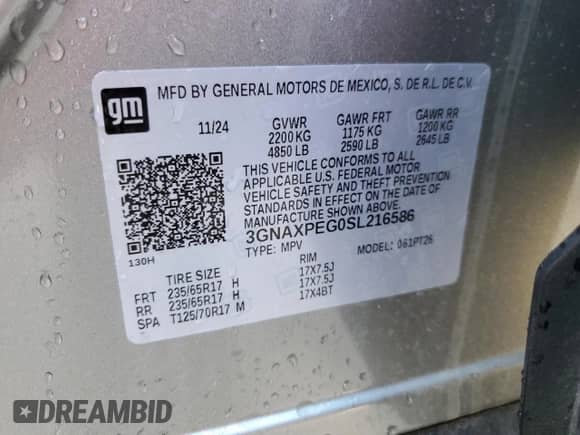 gm
MFD BY GENERAL MOTORS DE MEXICO, S. DE R.L. DE C.V.
11/24 GVWR GAWR FRT GAWR RR
2200 KG 1175 KG 1200 KG
4850 LB 2590 LB 2645 LB
THIS VEHICLE CONFORMS TO ALL
APPLICABLE U.S. FEDERAL MOTOR
VEHICLE SAFETY AND THEFT PREVENTION
STANDARDS IN EFFECT ON THE DATE OF
MANUFACTURE SHOWN ABOVE.
3GNAXPEG0SL216586
130H
TYPE: MPV MODEL: 061PT26
TIRE SIZE RIM
FRT 235/65R17 H 17X7.5J
RR 235/65R17 H 17X7.5J
SPA T125/70R17 M 17X4BT
DREAMBID